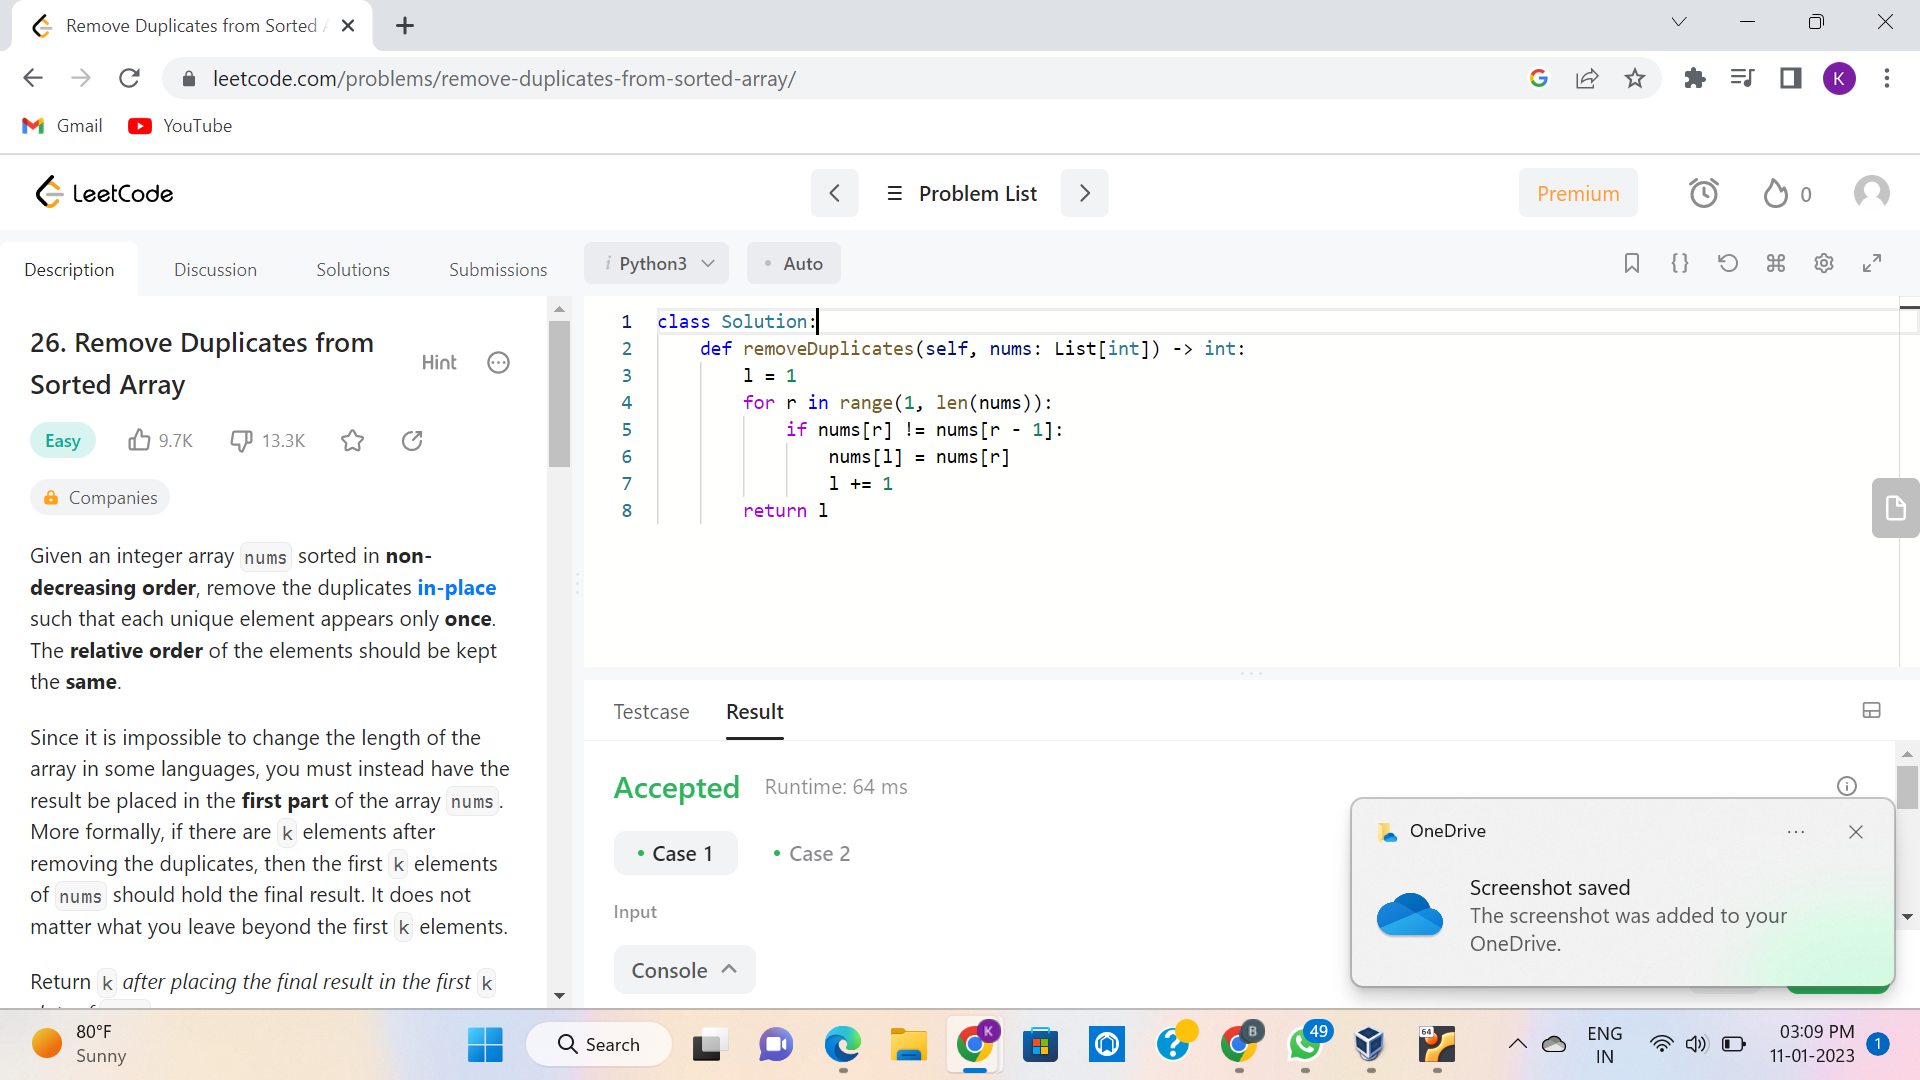 Remove Duplicates from Sorted
leetcode.com/problems/remove-duplicates-from-sorted-array/
K
Gmail
YouTube
LeetCode
Problem List
Premium
0
Description
Discussion
Solutions
Submissions
i Python3
Auto
26. Remove Duplicates from
Sorted Array
Hint
Easy
9.7K
13.3K
Companies
Given an integer array nums sorted in non-
decreasing order, remove the duplicates in-place
such that each unique element appears only once.
The relative order of the elements should be kept
the same.
Since it is impossible to change the length of the
array in some languages, you must instead have the
result be placed in the first part of the array nums.
More formally, if there are k elements after
removing the duplicates, then the first k elements
of nums should hold the final result. It does not
matter what you leave beyond the first k elements.
Return k after placing the final result in the first k
1 class Solution:
2 def removeDuplicates(self, nums: List[int]) -> int:
3 l = 1
4 for r in range(1, len(nums)):
5 if nums[r] != nums[r - 1]:
6 nums[l] = nums[r]
7 l += 1
8 return l
Testcase
Result
Accepted
Runtime: 64 ms
Case 1
Case 2
Input
Console
OneDrive
Screenshot saved
The screenshot was added to your
OneDrive.
80°F
Sunny
Search
K
B
49
64
ENG
IN
03:09 PM
11-01-2023
1